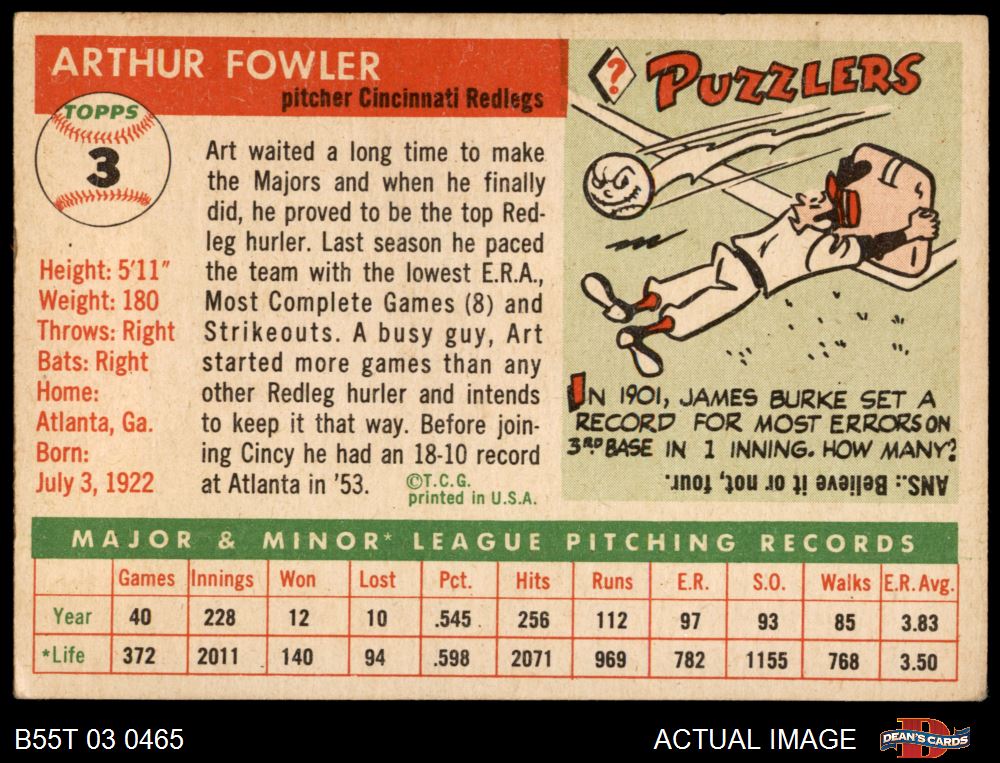 ARTHUR FOWLER
pitcher Cincinnati Redlegs
TOPPS
3
Height: 5'11"
Weight: 180
Throws: Right
Bats: Right
Home:
Atlanta, Ga.
Born:
July 3, 1922
Art waited a long time to make
the Majors and when he finally
did, he proved to be the top Red-
leg hurler. Last season he paced
the team with the lowest E.R.A.,
Most Complete Games (8) and
Strikeouts. A busy guy, Art
started more games than any
other Redleg hurler and intends
to keep it that way. Before join-
ing Cincy he had an 18-10 record
at Atlanta in '53.
©T.C.G.
printed in U.S.A.
?
PUZZLERS
IN 1901, JAMES BURKE SET A
RECORD FOR MOST ERRORS ON
3RD BASE IN 1 INNING. HOW MANY?
ANS.: Believe it or not, four.
MAJOR & MINOR* LEAGUE PITCHING RECORDS
Games Innings Won Lost Pct. Hits Runs E.R. S.O. Walks E.R. Avg.
Year 40 228 12 10 .545 256 112 97 93 85 3.83
*Life 372 2011 140 94 .598 2071 969 782 1155 768 3.50
B55T 03 0465
ACTUAL IMAGE
D
DEAN'S CARDS